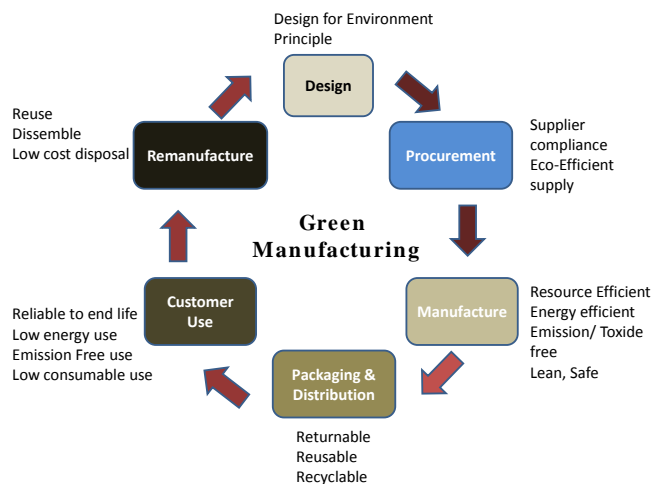 Design for Environment
Principle
Design
Reuse
Dissemble
Low cost disposal
Remanufacture
Procurement
Supplier
compliance
Eco-Efficient
supply
Green
Manufacturing
Reliable to end life
Low energy use
Emission Free use
Low consumable use
Customer
Use
Manufacture
Resource Efficient
Energy efficient
Emission/ Toxide
free
Lean, Safe
Packaging &
Distribution
Returnable
Reusable
Recyclable